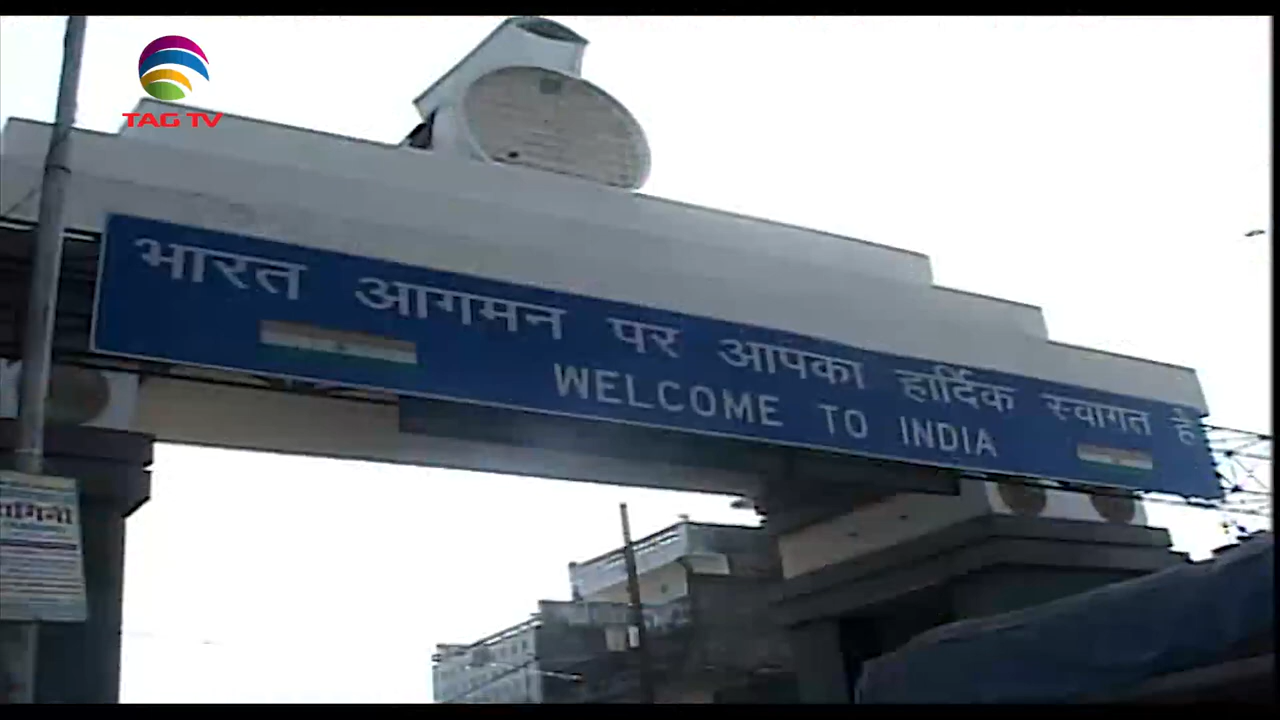 TAG TV
भारत आगमन पर आपका हार्दिक स्वागत है
WELCOME TO INDIA